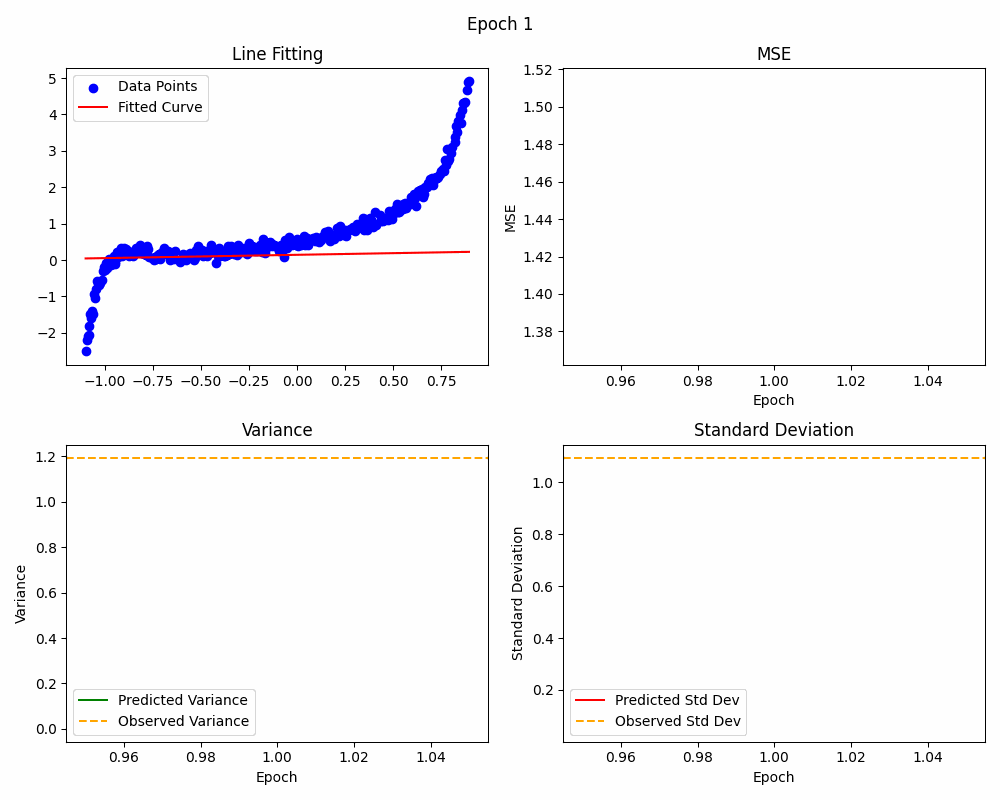 Epoch 1
Line Fitting
Data Points
Fitted Curve
5
4
3
2
1
0
−1
−2
−1.00 −0.75 −0.50 −0.25 0.00 0.25 0.50 0.75
MSE
MSE
1.52
1.50
1.48
1.46
1.44
1.42
1.40
1.38
0.96 0.98 1.00 1.02 1.04
Epoch
Variance
Variance
1.2
1.0
0.8
0.6
0.4
0.2
0.0
Predicted Variance
Observed Variance
0.96 0.98 1.00 1.02 1.04
Epoch
Standard Deviation
Standard Deviation
1.0
0.8
0.6
0.4
0.2
Predicted Std Dev
Observed Std Dev
0.96 0.98 1.00 1.02 1.04
Epoch